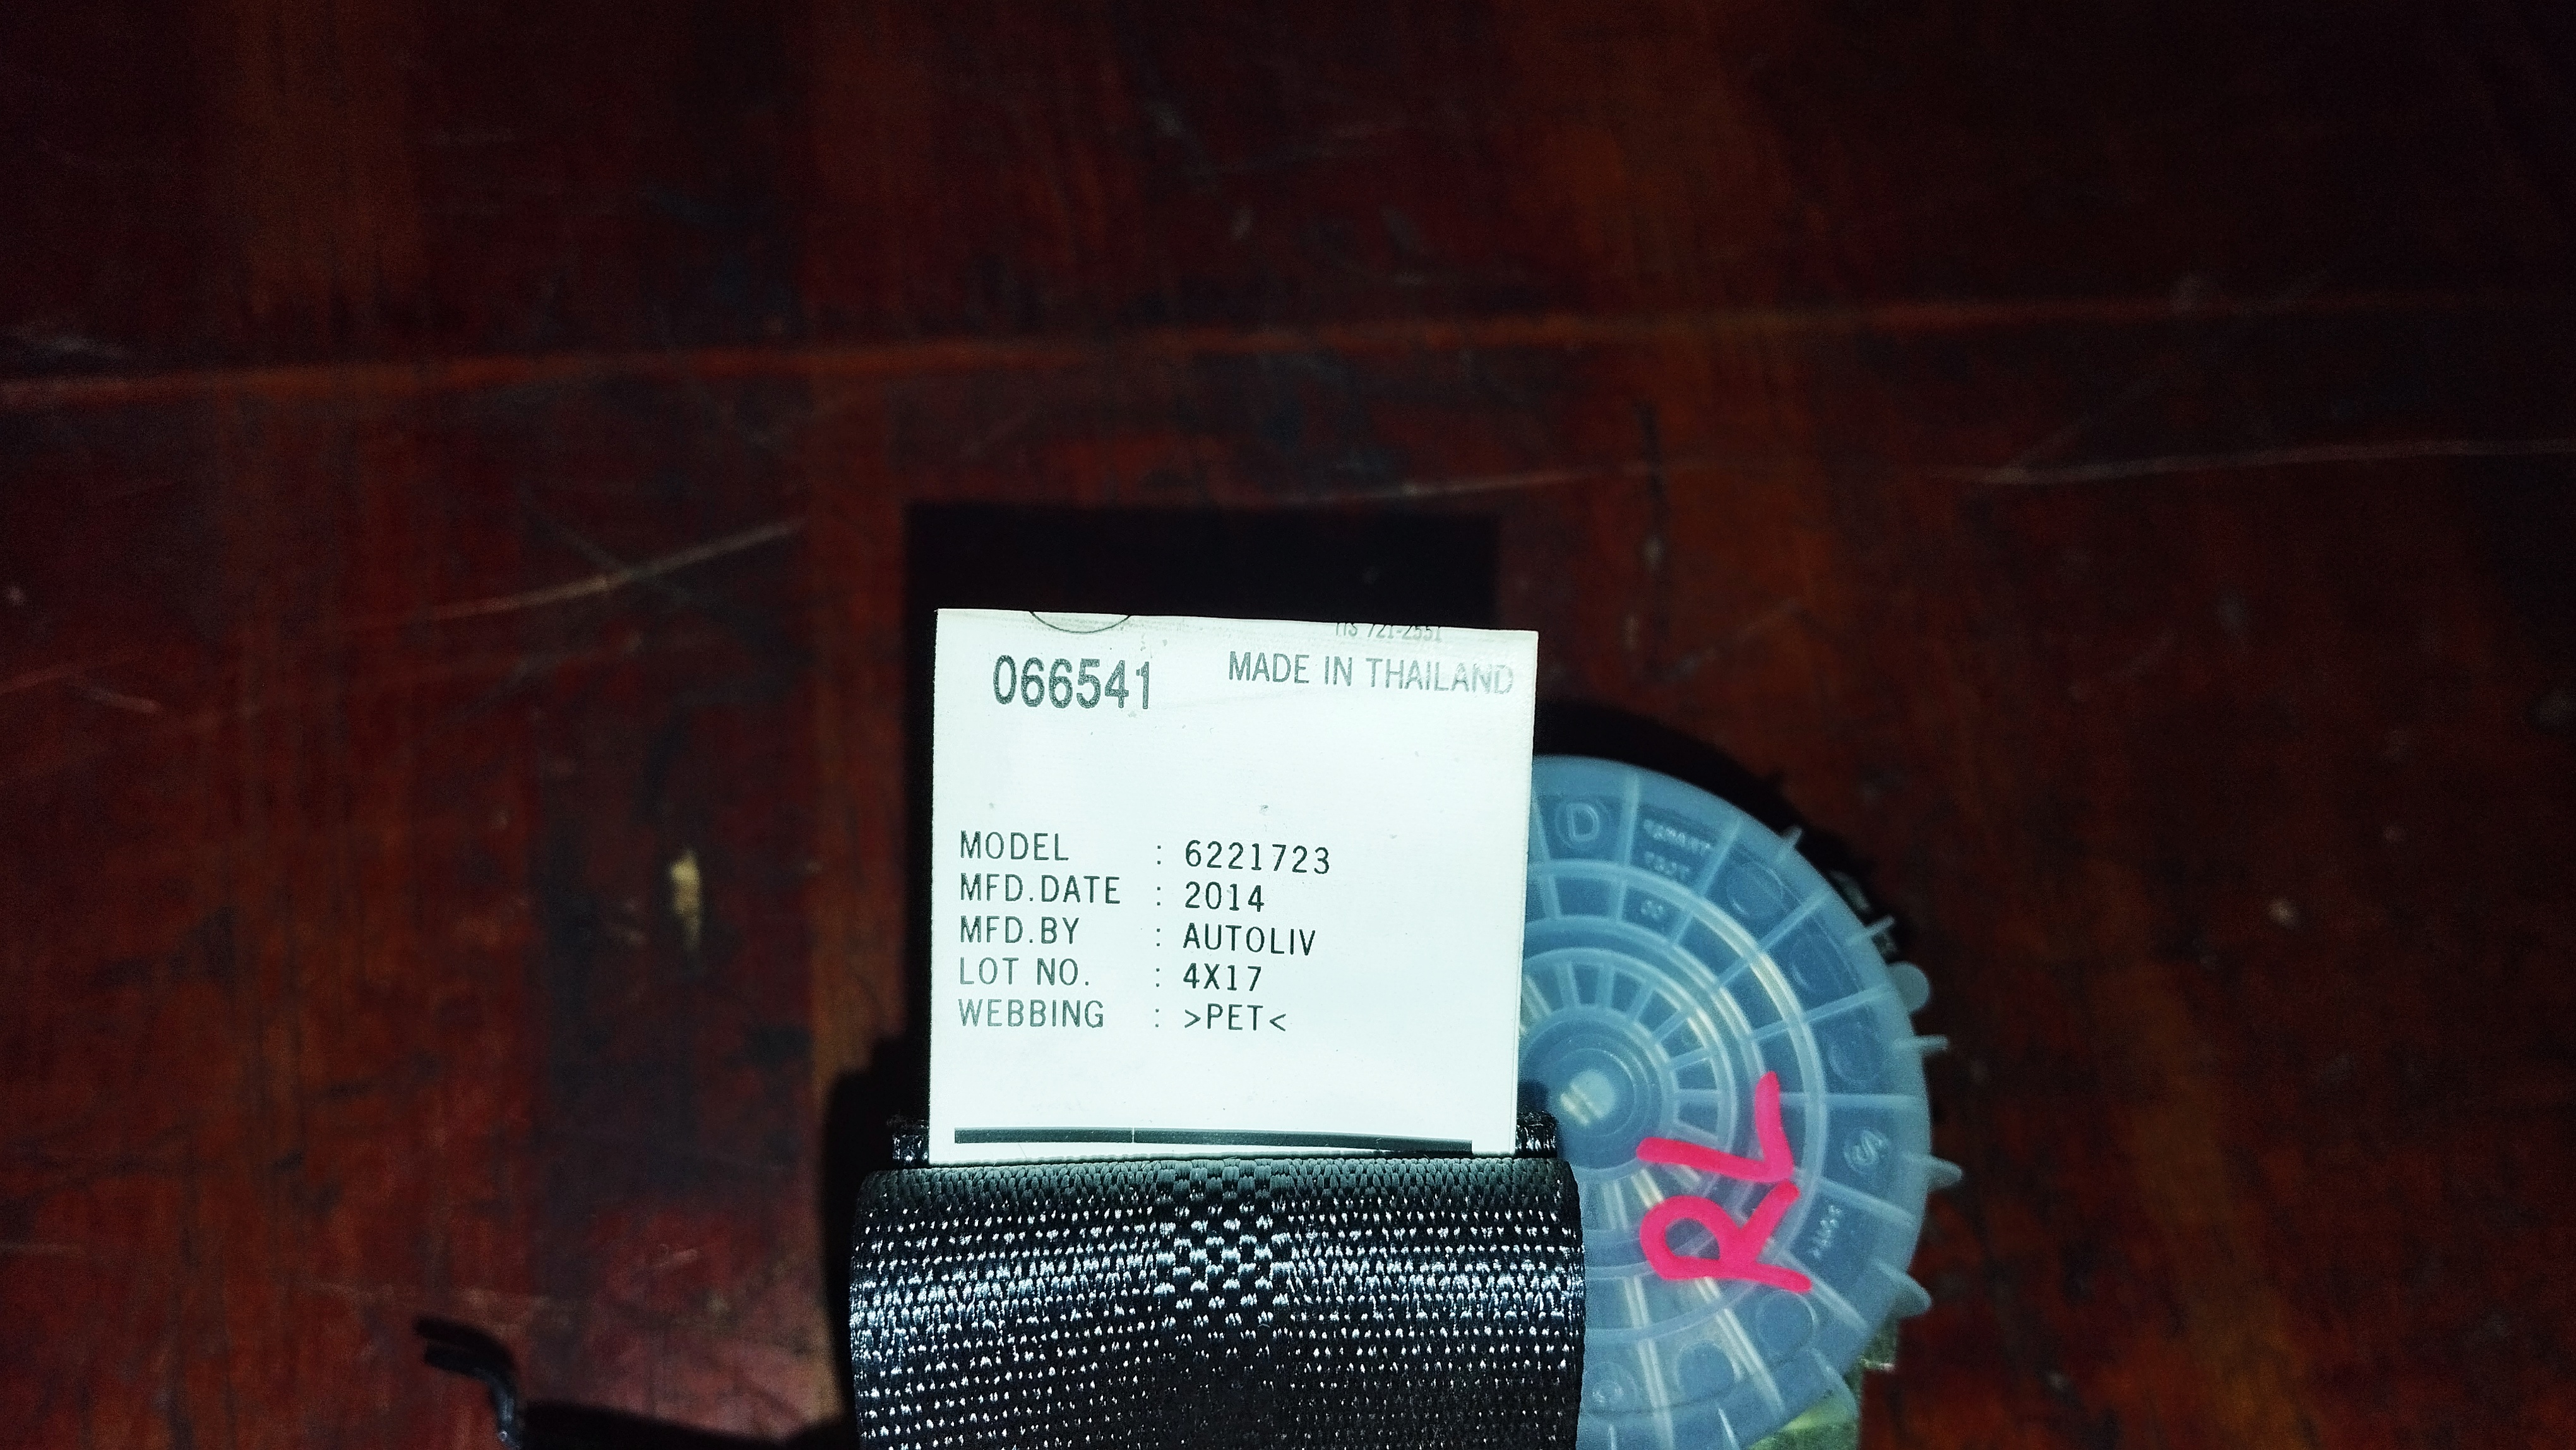 066541
MADE IN THAILAND
MODEL : 6221723
MFD.DATE : 2014
MFD.BY : AUTOLIV
LOT NO. : 4X17
WEBBING : >PET<
D
S
RL